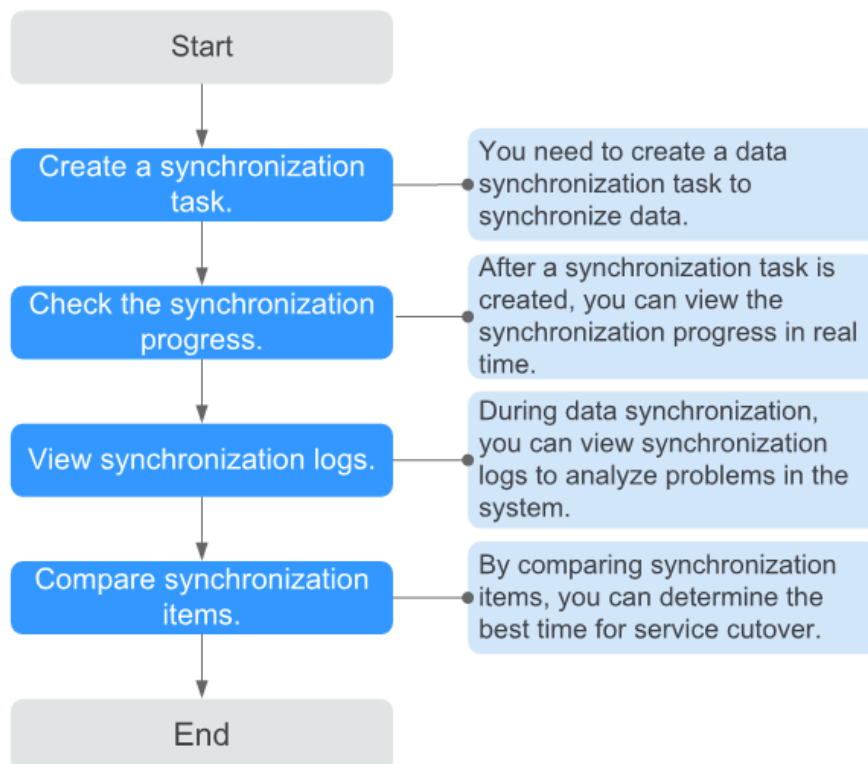 Start
Create a synchronization
task.
You need to create a data
synchronization task to
synchronize data.
Check the synchronization
progress.
After a synchronization task is
created, you can view the
synchronization progress in real
time.
View synchronization logs.
During data synchronization,
you can view synchronization
logs to analyze problems in the
system.
Compare synchronization
items.
By comparing synchronization
items, you can determine the
best time for service cutover.
End